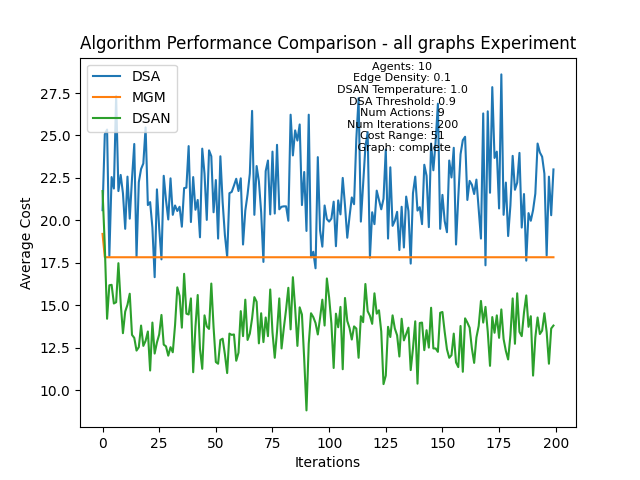 Algorithm Performance Comparison - all graphs Experiment
DSA
MGM
DSAN
Agents: 10
Edge Density: 0.1
DSAN Temperature: 1.0
DSA Threshold: 0.9
Num Actions: 9
Num Iterations: 200
Cost Range: 51
Graph: complete
Average Cost
27.5
25.0
22.5
20.0
17.5
15.0
12.5
10.0
0 25 50 75 100 125 150 175 200
Iterations